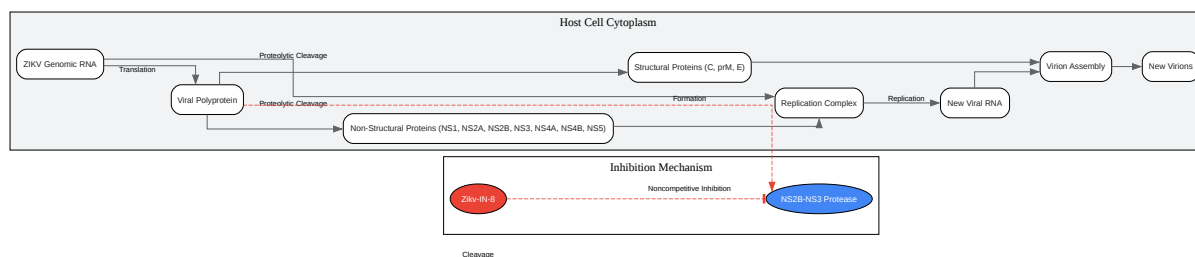 Host Cell Cytoplasm
ZIKV Genomic RNA
Translation
Proteolytic Cleavage
Structural Proteins (C, prM, E)
Virion Assembly
New Virions
Viral Polyprotein
Proteolytic Cleavage
Formation
Replication Complex
Replication
New Viral RNA
Non-Structural Proteins (NS1, NS2A, NS2B, NS3, NS4A, NS4B, NS5)
Inhibition Mechanism
Zikv-IN-8
Noncompetitive Inhibition
NS2B-NS3 Protease
Cleavage